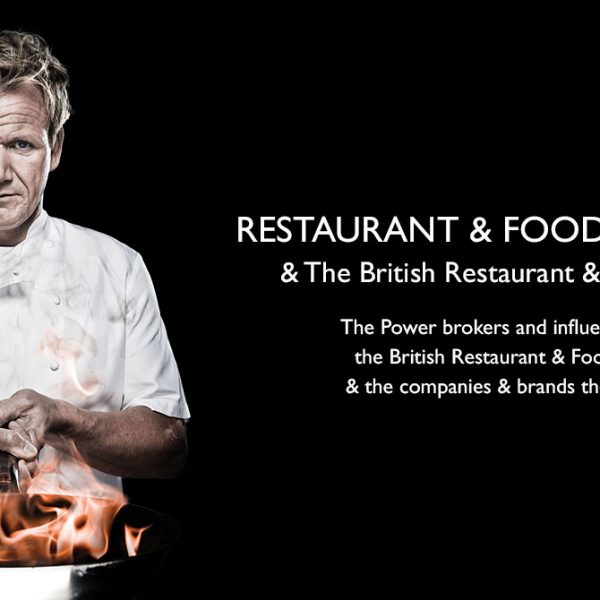 RESTAURANT & FOOD
& The British Restaurant &
The Power brokers and influe
the British Restaurant & Foo
& the companies & brands th